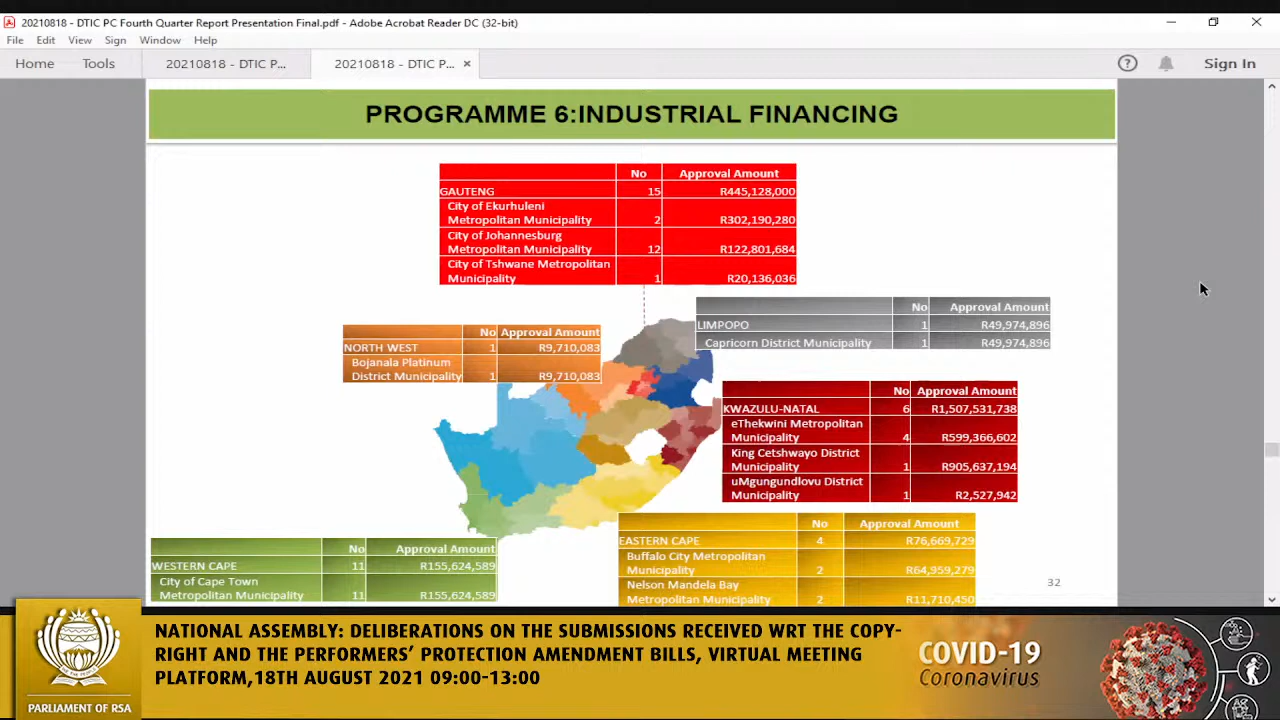 20210818 - DTIC PC Fourth Quarter Report Presentation Final.pdf - Adobe Acrobat Reader DC (32-bit)
File Edit View Sign Window Help
Home Tools 20210818 - DTIC P... 20210818 - DTIC P... × Sign In
PROGRAMME 6:INDUSTRIAL FINANCING
No Approval Amount
GAUTENG 15 R445,128,000
City of Ekurhuleni
Metropolitan Municipality 2 R302,190,280
City of Johannesburg
Metropolitan Municipality 12 R122,801,684
City of Tshwane Metropolitan
Municipality 1 R20,136,036
No Approval Amount
LIMPOPO 1 R49,974,896
Capricorn District Municipality 1 R49,974,896
No Approval Amount
NORTH WEST 1 R9,710,083
Bojanala Platinum
District Municipality 1 R9,710,083
No Approval Amount
KWAZULU-NATAL 6 R1,507,531,738
eThekwini Metropolitan
Municipality 4 R599,366,602
King Cetshwayo District
Municipality 1 R905,637,194
uMgungundlovu District
Municipality 1 R2,527,942
No Approval Amount
EASTERN CAPE 4 R76,669,729
Buffalo City Metropolitan
Municipality 2 R64,959,279
Nelson Mandela Bay
Metropolitan Municipality 2 R11,710,450
No Approval Amount
WESTERN CAPE 11 R155,624,589
City of Cape Town
Metropolitan Municipality 11 R155,624,589
32
NATIONAL ASSEMBLY: DELIBERATIONS ON THE SUBMISSIONS RECEIVED WRT THE COPY-
RIGHT AND THE PERFORMERS' PROTECTION AMENDMENT BILLS, VIRTUAL MEETING
PLATFORM,18TH AUGUST 2021 09:00-13:00
PARLIAMENT OF RSA
COVID-19
Coronavirus